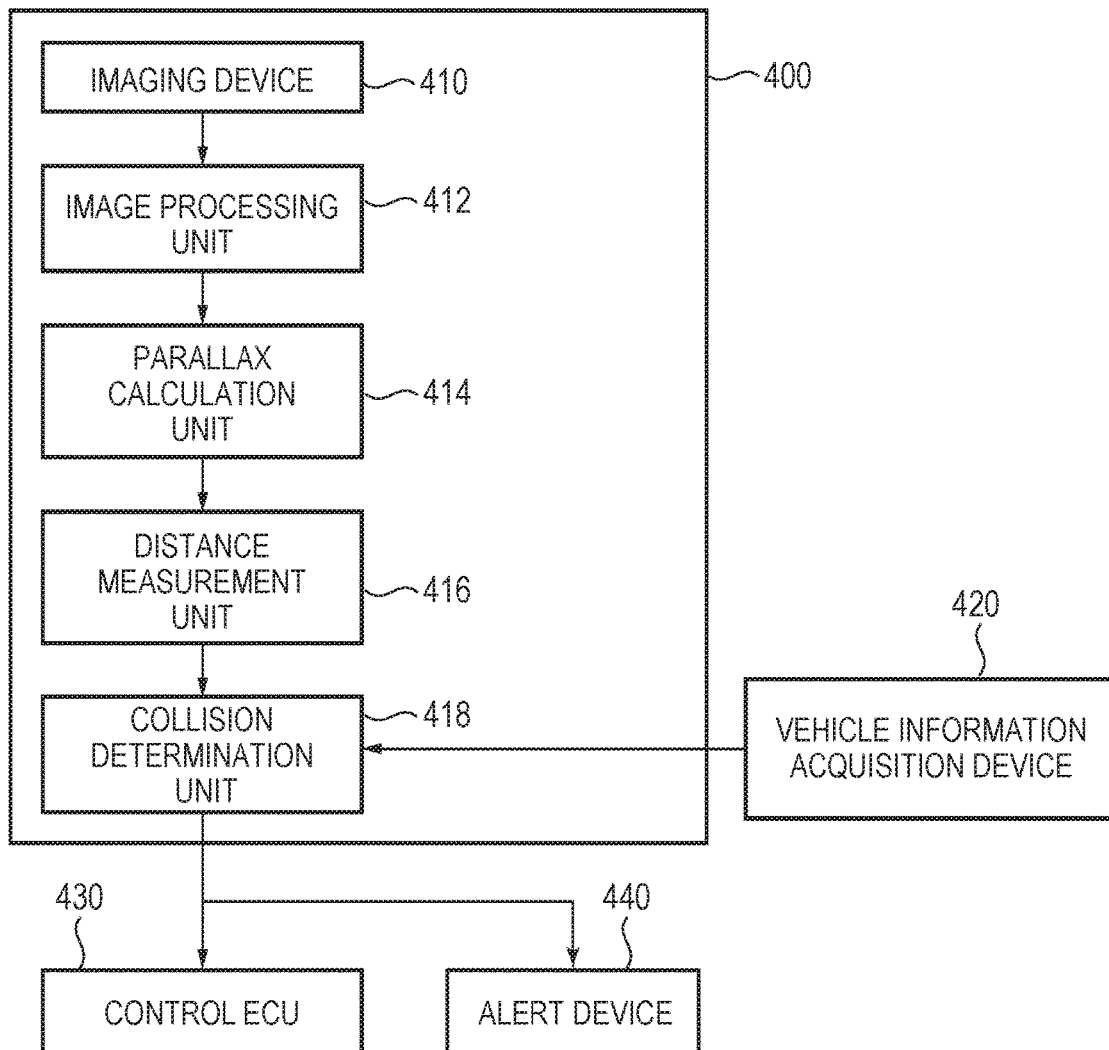 IMAGING DEVICE
410
400
IMAGE PROCESSING
UNIT
412
PARALLAX
CALCULATION
UNIT
414
DISTANCE
MEASUREMENT
UNIT
416
420
COLLISION
DETERMINATION
UNIT
418
VEHICLE INFORMATION
ACQUISITION DEVICE
430
440
CONTROL ECU
ALERT DEVICE